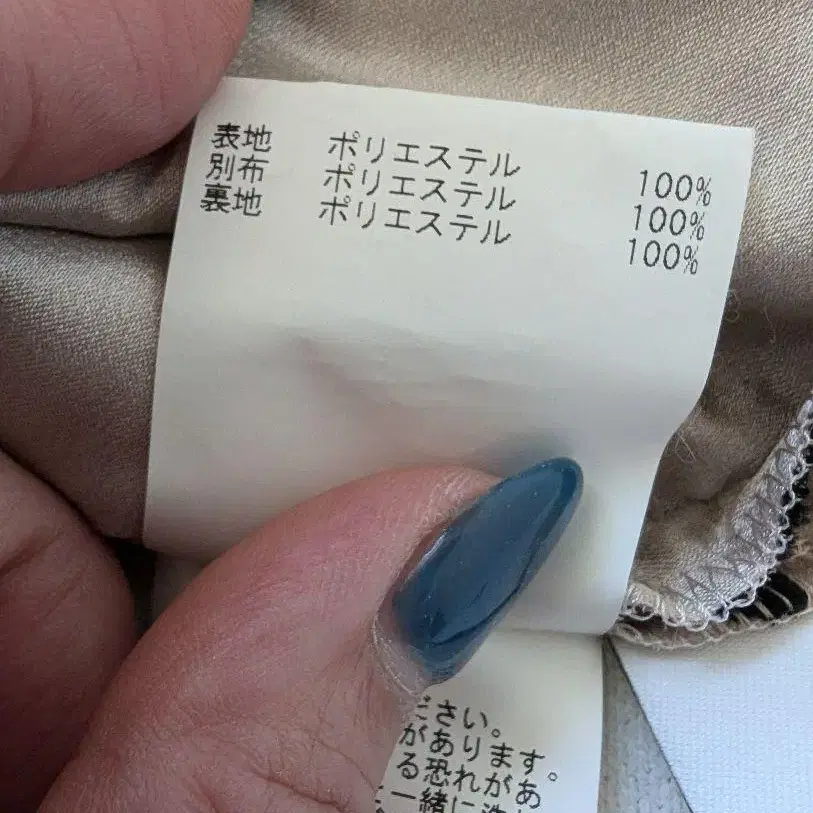 表地 ポリエステル 100%
別布 ポリエステル 100%
裏地 ポリエステル 100%
ださい。
があります。
る恐れがあ
一緒に洗